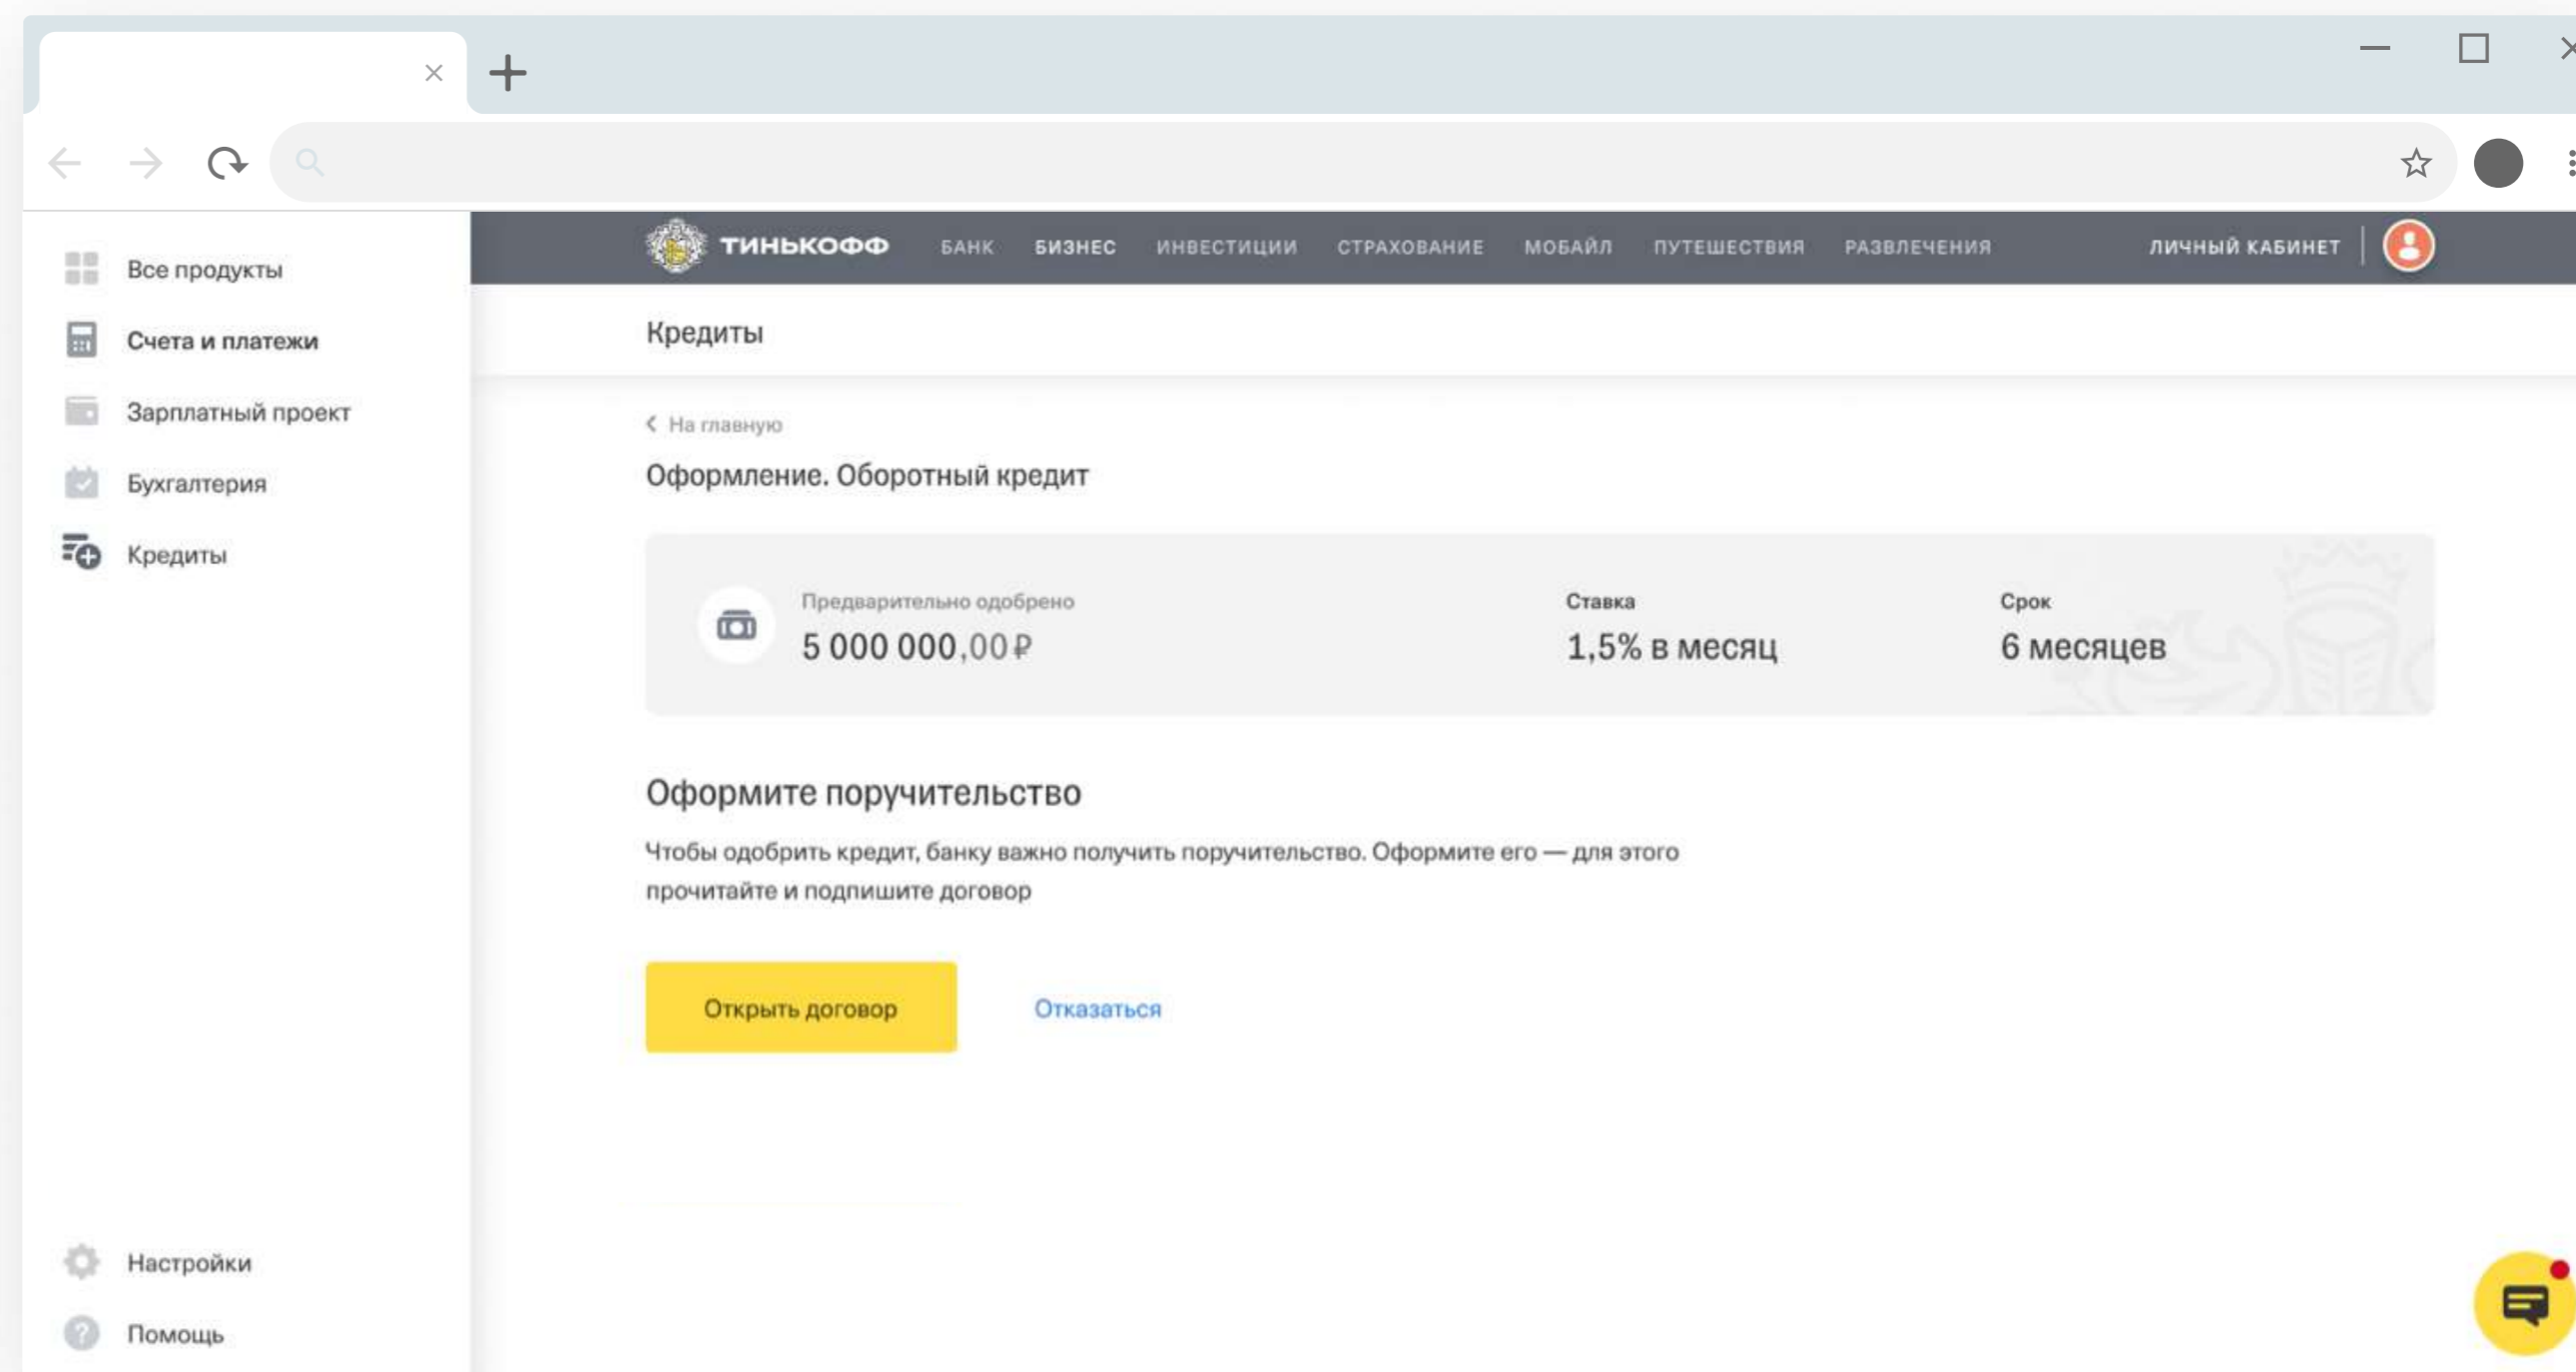 ТИНЬКОФФ БАНК БИЗНЕС ИНВЕСТИЦИИ СТРАХОВАНИЕ МОБАЙЛ ПУТЕШЕСТВИЯ РАЗВЛЕЧЕНИЯ ЛИЧНЫЙ КАБИНЕТ
Все продукты
Счета и платежи
Зарплатный проект
Бухгалтерия
Кредиты
Настройки
Помощь
Кредиты
На главную
Оформление. Оборотный кредит
Предварительно одобрено
5 000 000,00 ₽
Ставка
1,5% в месяц
Срок
6 месяцев
Оформите поручительство
Чтобы одобрить кредит, банку важно получить поручительство. Оформите его — для этого
прочитайте и подпишите договор
Открыть договор
Отказаться